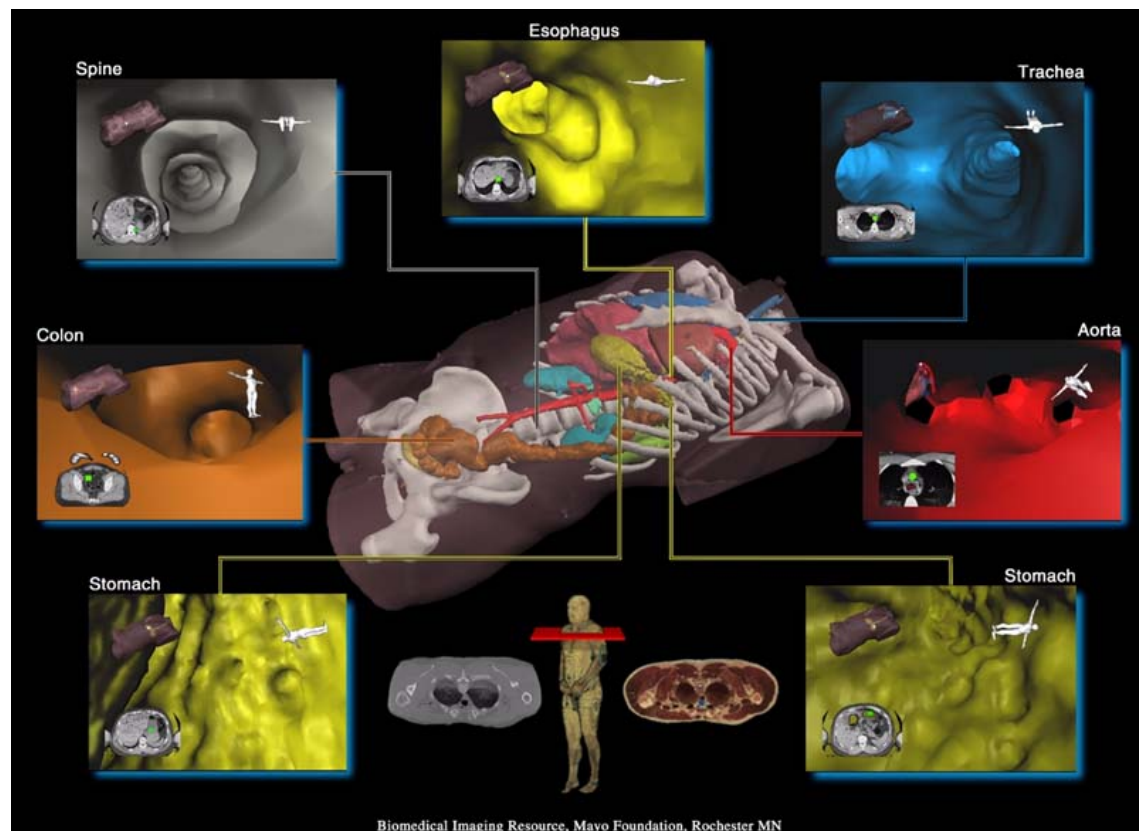 Esophagus
Spine
Trachea
Colon
Aorta
Stomach
Stomach
Biomedical Imaging Resource, Mayo Foundation, Rochester MN